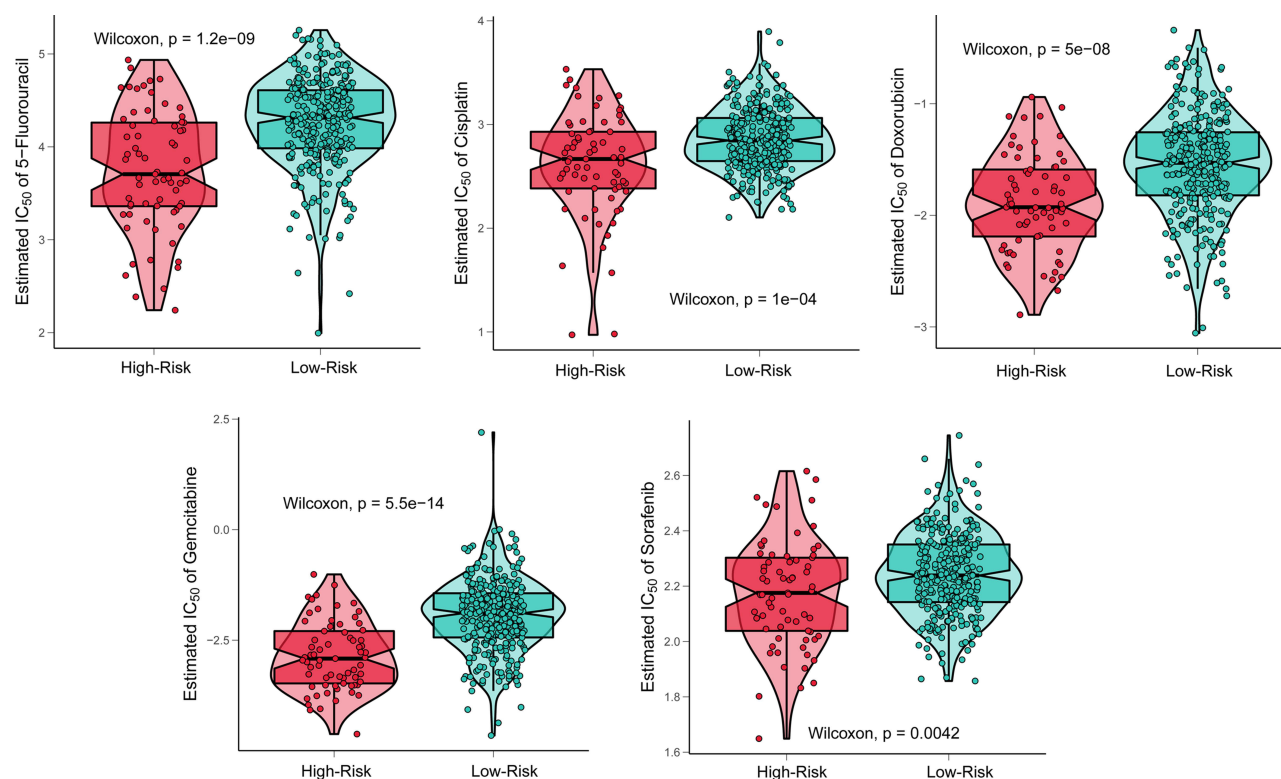 Estimated IC50 of 5−Fluorouracil
Wilcoxon, p = 1.2e−09
5
4
3
2
High-Risk
Low-Risk
Estimated IC50 of Cisplatin
4
3
2
1
Wilcoxon, p = 1e−04
High-Risk
Low-Risk
Estimated IC50 of Doxorubicin
Wilcoxon, p = 5e−08
−1
−2
−3
High-Risk
Low-Risk
Estimated IC50 of Gemcitabine
2.5
0.0
−2.5
Wilcoxon, p = 5.5e−14
High-Risk
Low-Risk
Estimated IC50 of Sorafenib
2.6
2.4
2.2
2.0
1.8
1.6
Wilcoxon, p = 0.0042
High-Risk
Low-Risk